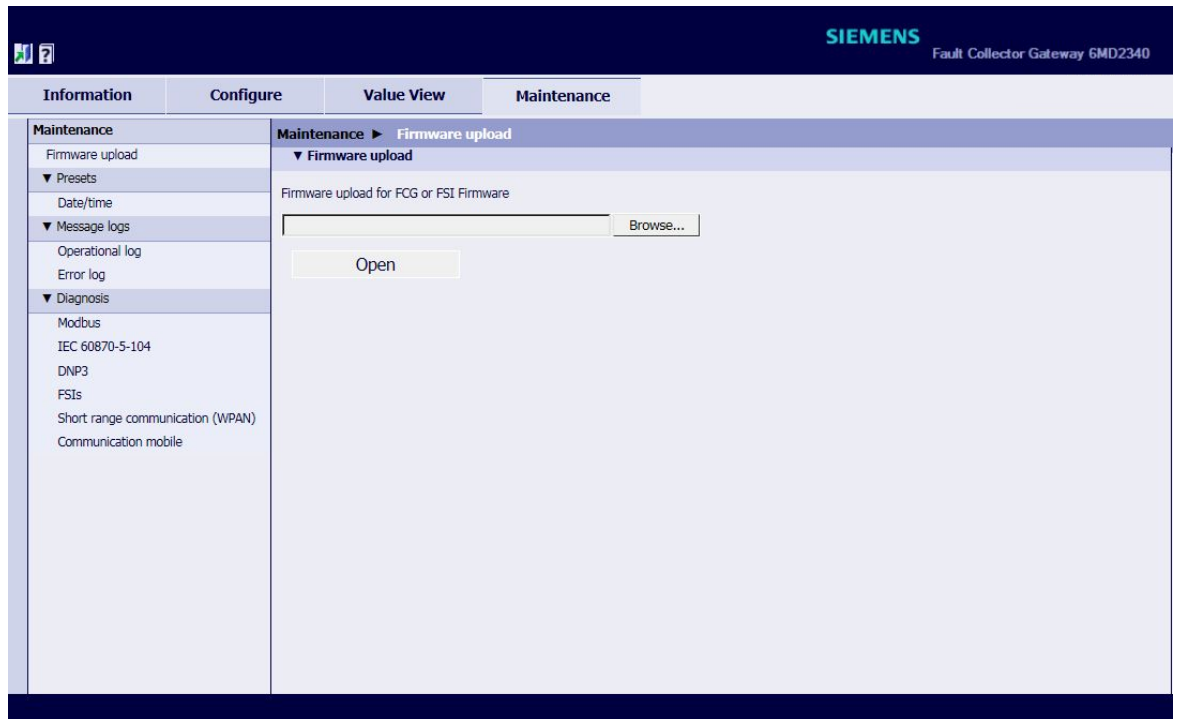 SIEMENS
Fault Collector Gateway 6MD2340
Information
Configure
Value View
Maintenance
Maintenance
Firmware upload
▼ Presets
Date/time
▼ Message logs
Operational log
Error log
▼ Diagnosis
Modbus
IEC 60870-5-104
DNP3
FSIs
Short range communication (WPAN)
Communication mobile
Maintenance ► Firmware upload
▼ Firmware upload
Firmware upload for FCG or FSI Firmware
Browse...
Open